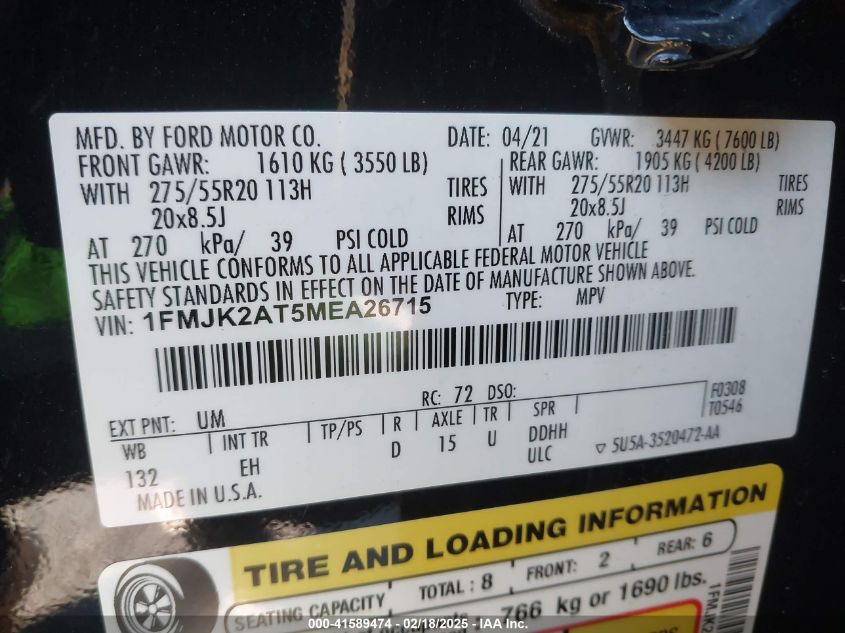 MFD. BY FORD MOTOR CO. DATE: 04/21 GVWR: 3447 KG ( 7600 LB)
FRONT GAWR: 1610 KG ( 3550 LB) REAR GAWR: 1905 KG ( 4200 LB)
WITH 275/55R20 113H TIRES WITH 275/55R20 113H TIRES
20x8.5J RIMS 20x8.5J RIMS
AT 270 kPa/ 39 PSI COLD AT 270 kPa/ 39 PSI COLD
THIS VEHICLE CONFORMS TO ALL APPLICABLE FEDERAL MOTOR VEHICLE
SAFETY STANDARDS IN EFFECT ON THE DATE OF MANUFACTURE SHOWN ABOVE.
VIN: 1FMJK2AT5MEA26715 TYPE: MPV
EXT PNT: UM RC: 72 DSO: F0308
T0546
WB INT TR TP/PS R AXLE TR SPR
132 EH D 15 U DDHH
ULC ▽ 5U5A-3520472-AA
MADE IN U.S.A.
TIRE AND LOADING INFORMATION
SEATING CAPACITY TOTAL : 8 FRONT: 2 REAR: 6
766 kg or 1690 lbs.
000-41589474 — 02/18/2025 — IAA Inc.